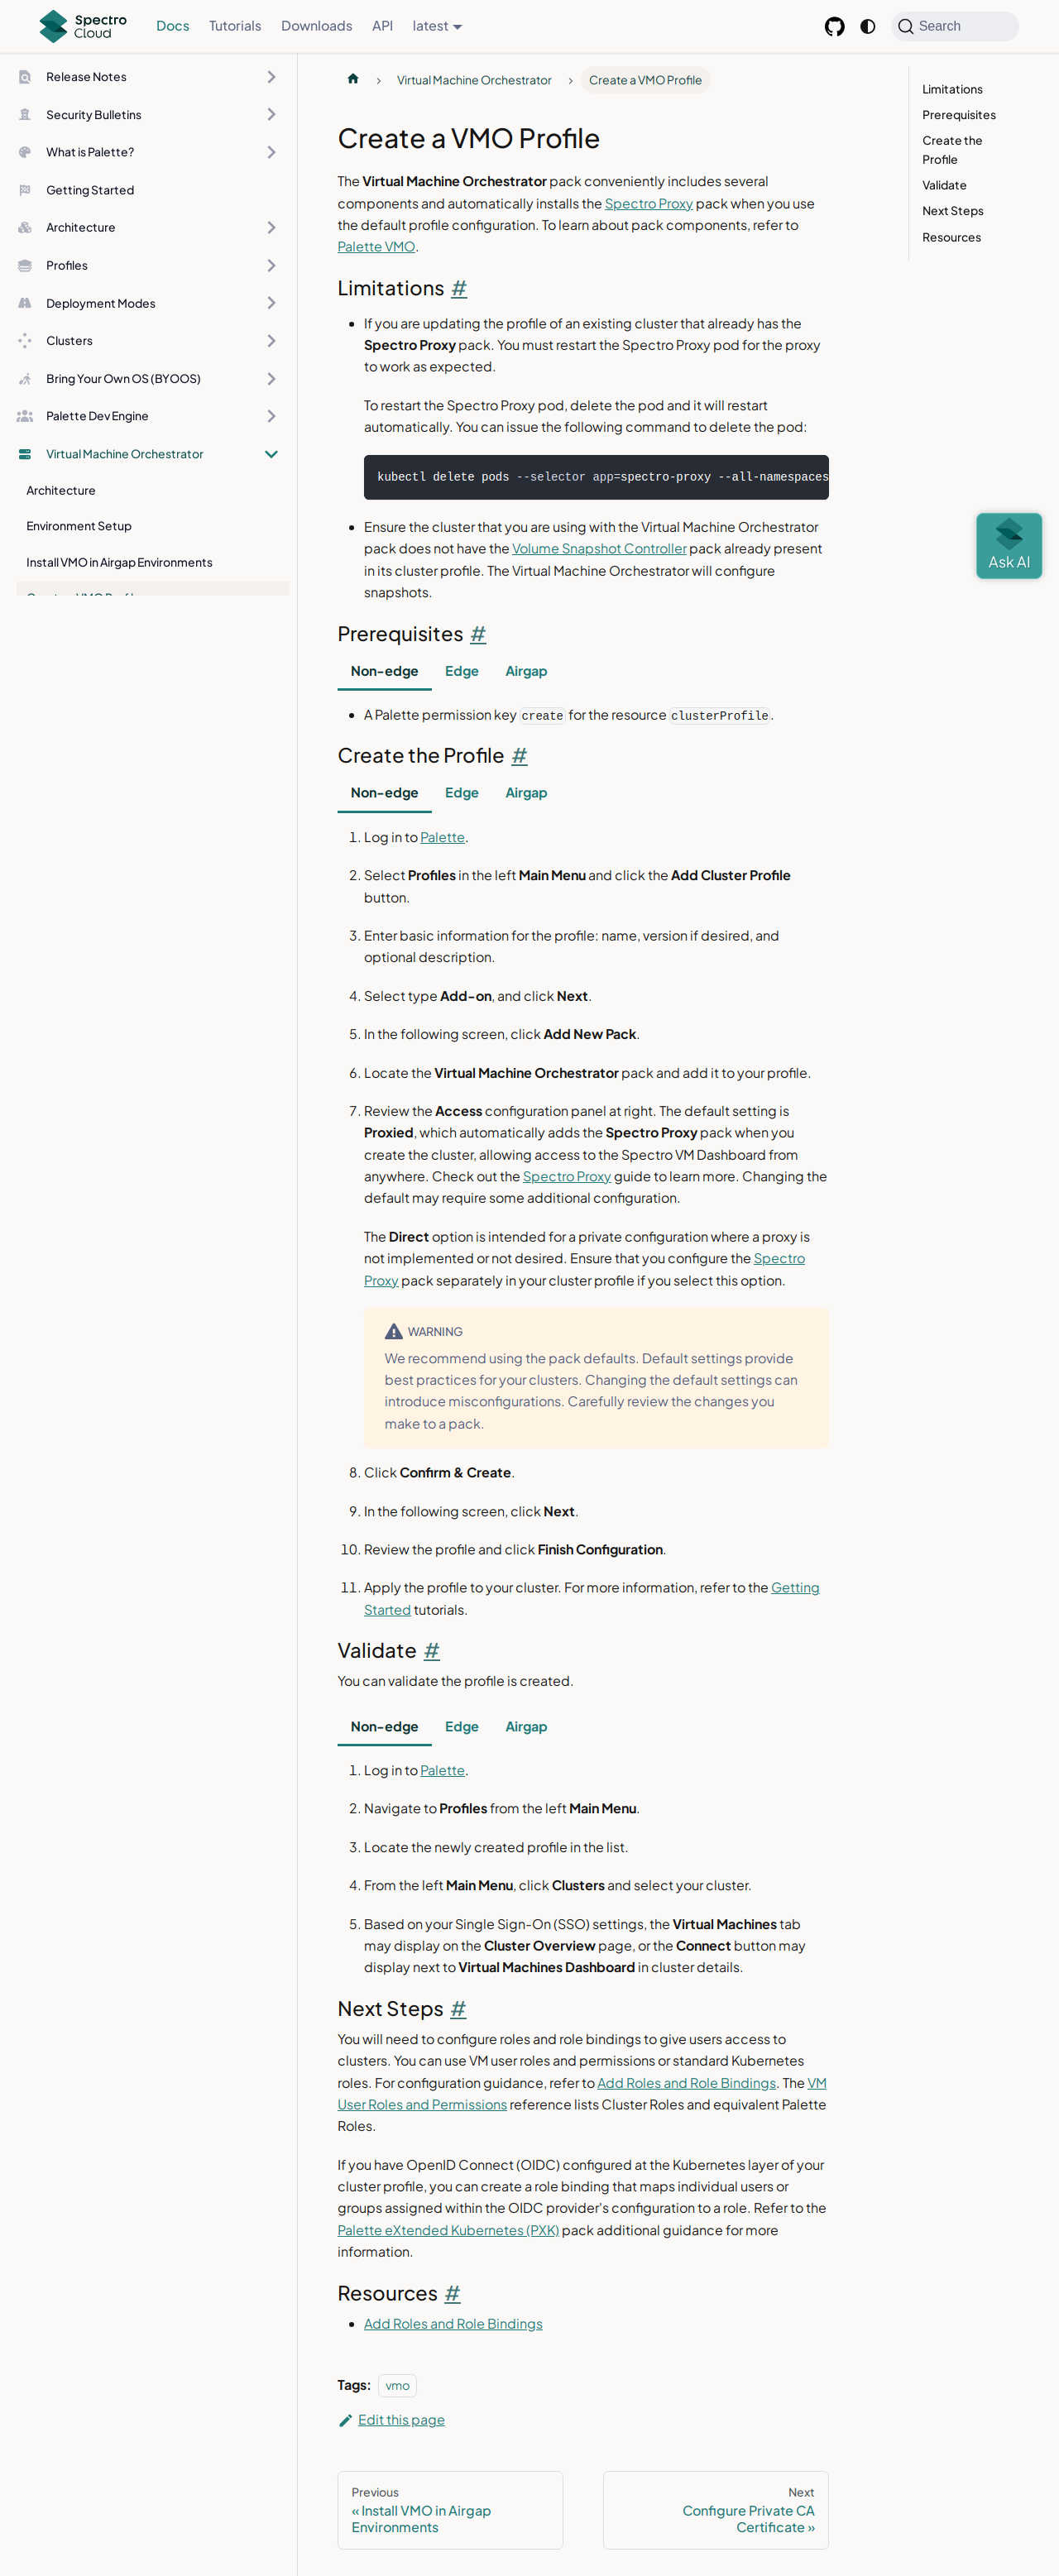 Spectro
Cloud
Docs
Tutorials
Downloads
API
latest
Search
Release Notes
Security Bulletins
What is Palette?
Getting Started
Architecture
Profiles
Deployment Modes
Clusters
Bring Your Own OS (BYOOS)
Palette Dev Engine
Virtual Machine Orchestrator
Architecture
Environment Setup
Install VMO in Airgap Environments
Create a VMO Profile
Virtual Machine Orchestrator
Create a VMO Profile
Create a VMO Profile
The Virtual Machine Orchestrator pack conveniently includes several
components and automatically installs the Spectro Proxy pack when you use
the default profile configuration. To learn about pack components, refer to
Palette VMO.
Limitations #
• If you are updating the profile of an existing cluster that already has the
Spectro Proxy pack. You must restart the Spectro Proxy pod for the proxy
to work as expected.
To restart the Spectro Proxy pod, delete the pod and it will restart
automatically. You can issue the following command to delete the pod:
kubectl delete pods --selector app=spectro-proxy --all-namespaces
• Ensure the cluster that you are using with the Virtual Machine Orchestrator
pack does not have the Volume Snapshot Controller pack already present
in its cluster profile. The Virtual Machine Orchestrator will configure
snapshots.
Prerequisites #
Non-edge
Edge
Airgap
• A Palette permission key create for the resource clusterProfile.
Create the Profile #
Non-edge
Edge
Airgap
1. Log in to Palette.
2. Select Profiles in the left Main Menu and click the Add Cluster Profile
button.
3. Enter basic information for the profile: name, version if desired, and
optional description.
4. Select type Add-on, and click Next.
5. In the following screen, click Add New Pack.
6. Locate the Virtual Machine Orchestrator pack and add it to your profile.
7. Review the Access configuration panel at right. The default setting is
Proxied, which automatically adds the Spectro Proxy pack when you
create the cluster, allowing access to the Spectro VM Dashboard from
anywhere. Check out the Spectro Proxy guide to learn more. Changing the
default may require some additional configuration.
The Direct option is intended for a private configuration where a proxy is
not implemented or not desired. Ensure that you configure the Spectro
Proxy pack separately in your cluster profile if you select this option.
WARNING
We recommend using the pack defaults. Default settings provide
best practices for your clusters. Changing the default settings can
introduce misconfigurations. Carefully review the changes you
make to a pack.
8. Click Confirm & Create.
9. In the following screen, click Next.
10. Review the profile and click Finish Configuration.
11. Apply the profile to your cluster. For more information, refer to the Getting
Started tutorials.
Validate #
You can validate the profile is created.
Non-edge
Edge
Airgap
1. Log in to Palette.
2. Navigate to Profiles from the left Main Menu.
3. Locate the newly created profile in the list.
4. From the left Main Menu, click Clusters and select your cluster.
5. Based on your Single Sign-On (SSO) settings, the Virtual Machines tab
may display on the Cluster Overview page, or the Connect button may
display next to Virtual Machines Dashboard in cluster details.
Next Steps #
You will need to configure roles and role bindings to give users access to
clusters. You can use VM user roles and permissions or standard Kubernetes
roles. For configuration guidance, refer to Add Roles and Role Bindings. The VM
User Roles and Permissions reference lists Cluster Roles and equivalent Palette
Roles.
If you have OpenID Connect (OIDC) configured at the Kubernetes layer of your
cluster profile, you can create a role binding that maps individual users or
groups assigned within the OIDC provider's configuration to a role. Refer to the
Palette eXtended Kubernetes (PXK) pack additional guidance for more
information.
Resources #
• Add Roles and Role Bindings
Tags:
vmo
Edit this page
Previous
« Install VMO in Airgap
Environments
Next
Configure Private CA
Certificate »
Limitations
Prerequisites
Create the
Profile
Validate
Next Steps
Resources
Ask AI